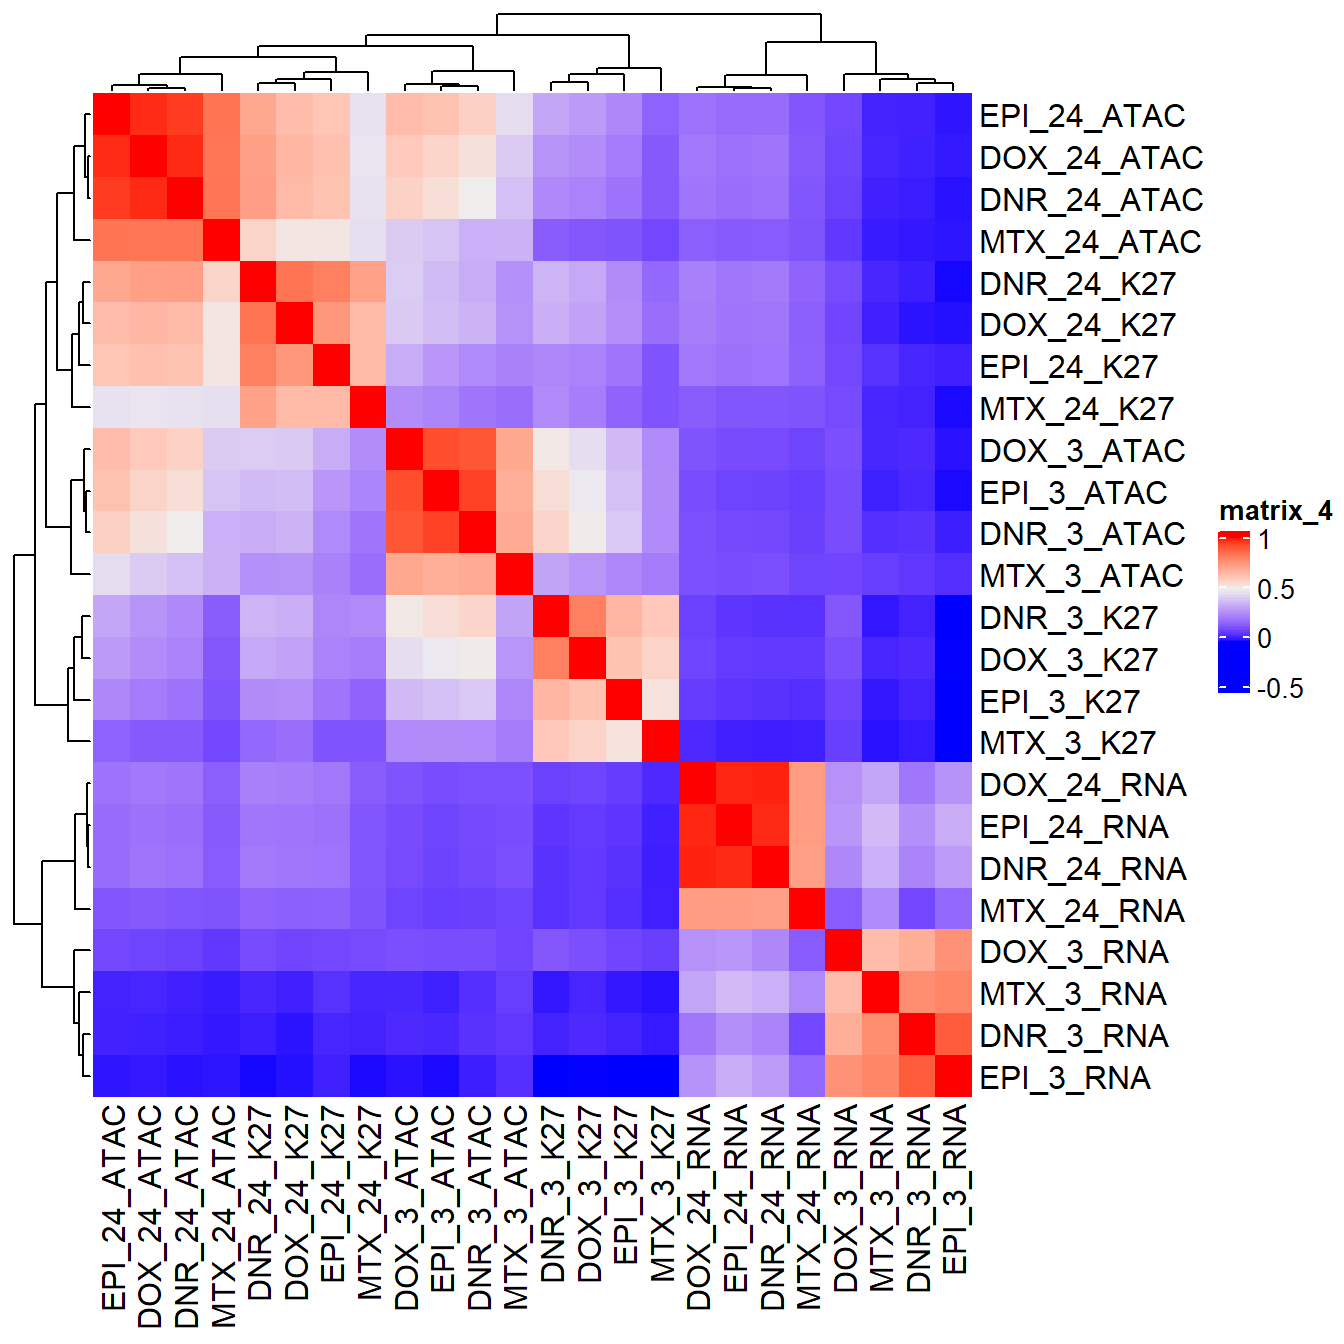 EPI_24_ATAC
DOX_24_ATAC
DNR_24_ATAC
MTX_24_ATAC
DNR_24_K27
DOX_24_K27
EPI_24_K27
MTX_24_K27
DOX_3_ATAC
EPI_3_ATAC
DNR_3_ATAC
MTX_3_ATAC
DNR_3_K27
DOX_3_K27
EPI_3_K27
MTX_3_K27
DOX_24_RNA
EPI_24_RNA
DNR_24_RNA
MTX_24_RNA
DOX_3_RNA
MTX_3_RNA
DNR_3_RNA
EPI_3_RNA
matrix_4
1
0.5
0
-0.5
EPI_24_ATAC
DOX_24_ATAC
DNR_24_ATAC
MTX_24_ATAC
DNR_24_K27
DOX_24_K27
EPI_24_K27
MTX_24_K27
DOX_3_ATAC
EPI_3_ATAC
DNR_3_ATAC
MTX_3_ATAC
DNR_3_K27
DOX_3_K27
EPI_3_K27
MTX_3_K27
DOX_24_RNA
EPI_24_RNA
DNR_24_RNA
MTX_24_RNA
DOX_3_RNA
MTX_3_RNA
DNR_3_RNA
EPI_3_RNA